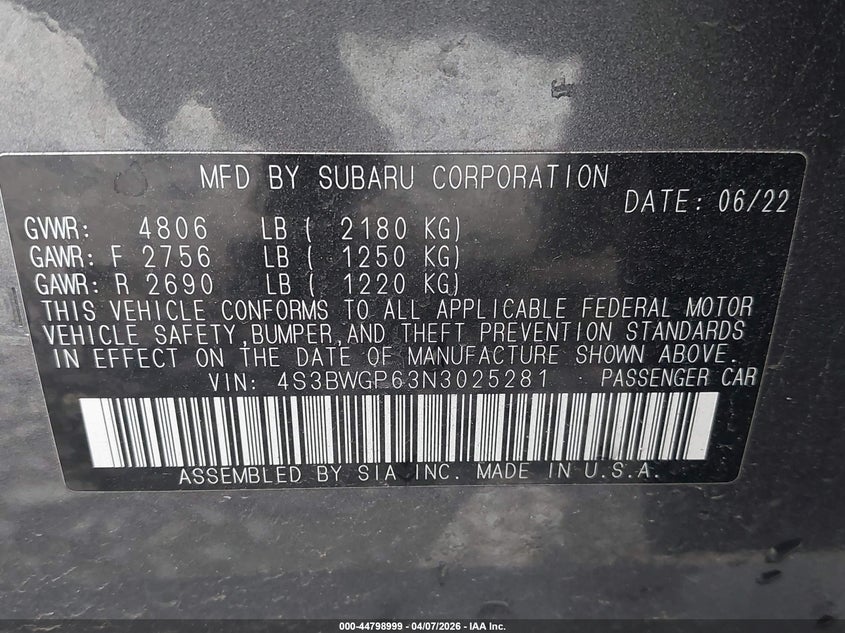 MFD BY SUBARU CORPORATION
DATE: 06/22
GVWR: 4806 LB ( 2180 KG)
GAWR: F 2756 LB ( 1250 KG)
GAWR: R 2690 LB ( 1220 KG)
THIS VEHICLE CONFORMS TO ALL APPLICABLE FEDERAL MOTOR
VEHICLE SAFETY,BUMPER,AND THEFT PREVENTION STANDARDS
IN EFFECT ON THE DATE OF MANUFACTURE SHOWN ABOVE.
VIN: 4S3BWGP63N3025281 PASSENGER CAR
ASSEMBLED BY SIA INC. MADE IN U.S.A.
000-44798999 - 04/07/2026 - IAA Inc.